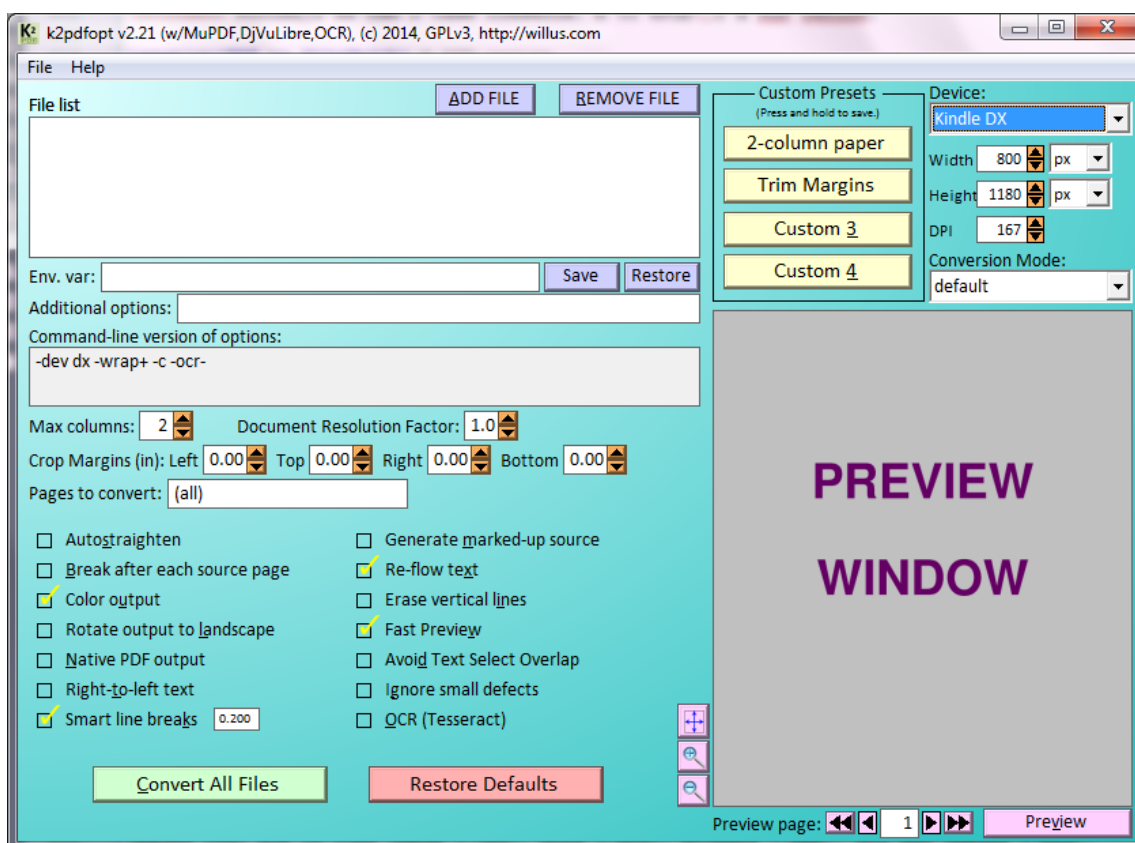 K2 PDF k2pdfopt v2.21 (w/MuPDF,DjVuLibre,OCR), (c) 2014, GPLv3, http://willus.com
File Help
File list
ADD FILE
REMOVE FILE
Env. var:
Save
Restore
Additional options:
Command-line version of options:
-dev dx -wrap+ -c -ocr-
Max columns: 2 Document Resolution Factor: 1.0
Crop Margins (in): Left 0.00 Top 0.00 Right 0.00 Bottom 0.00
Pages to convert: (all)
Autostraighten
Break after each source page
Color output
Rotate output to landscape
Native PDF output
Right-to-left text
Smart line breaks 0.200
Generate marked-up source
Re-flow text
Erase vertical lines
Fast Preview
Avoid Text Select Overlap
Ignore small defects
OCR (Tesseract)
Convert All Files
Restore Defaults
Custom Presets
(Press and hold to save.)
2-column paper
Trim Margins
Custom 3
Custom 4
Device:
Kindle DX
Width 800 px
Height 1180 px
DPI 167
Conversion Mode:
default
PREVIEW
WINDOW
Preview page: 1 Preview